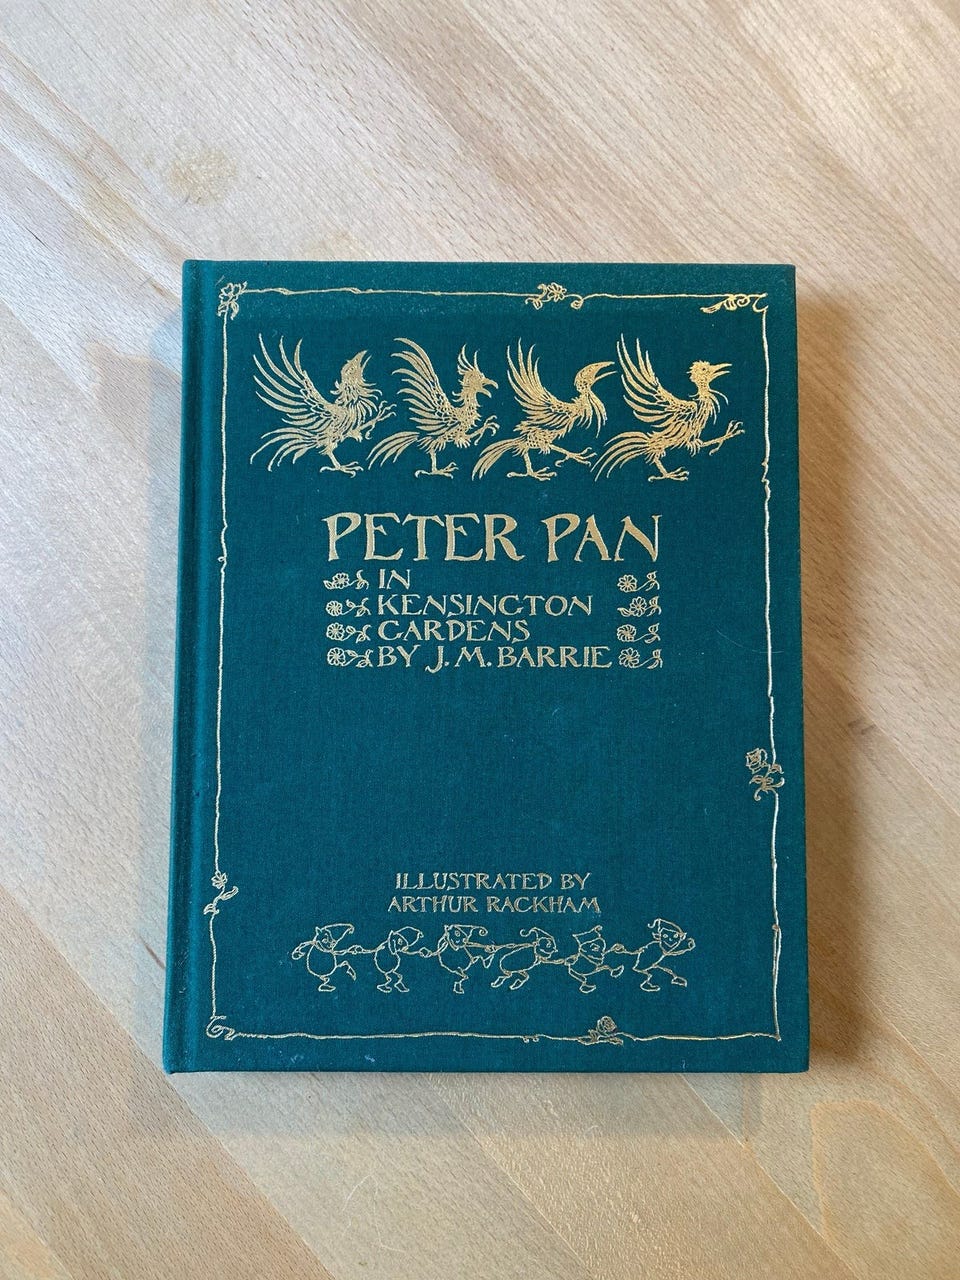 PETER PAN
IN
KENSINGTON
GARDENS
BY J. M. BARRIE
ILLUSTRATED BY
ARTHUR RACKHAM